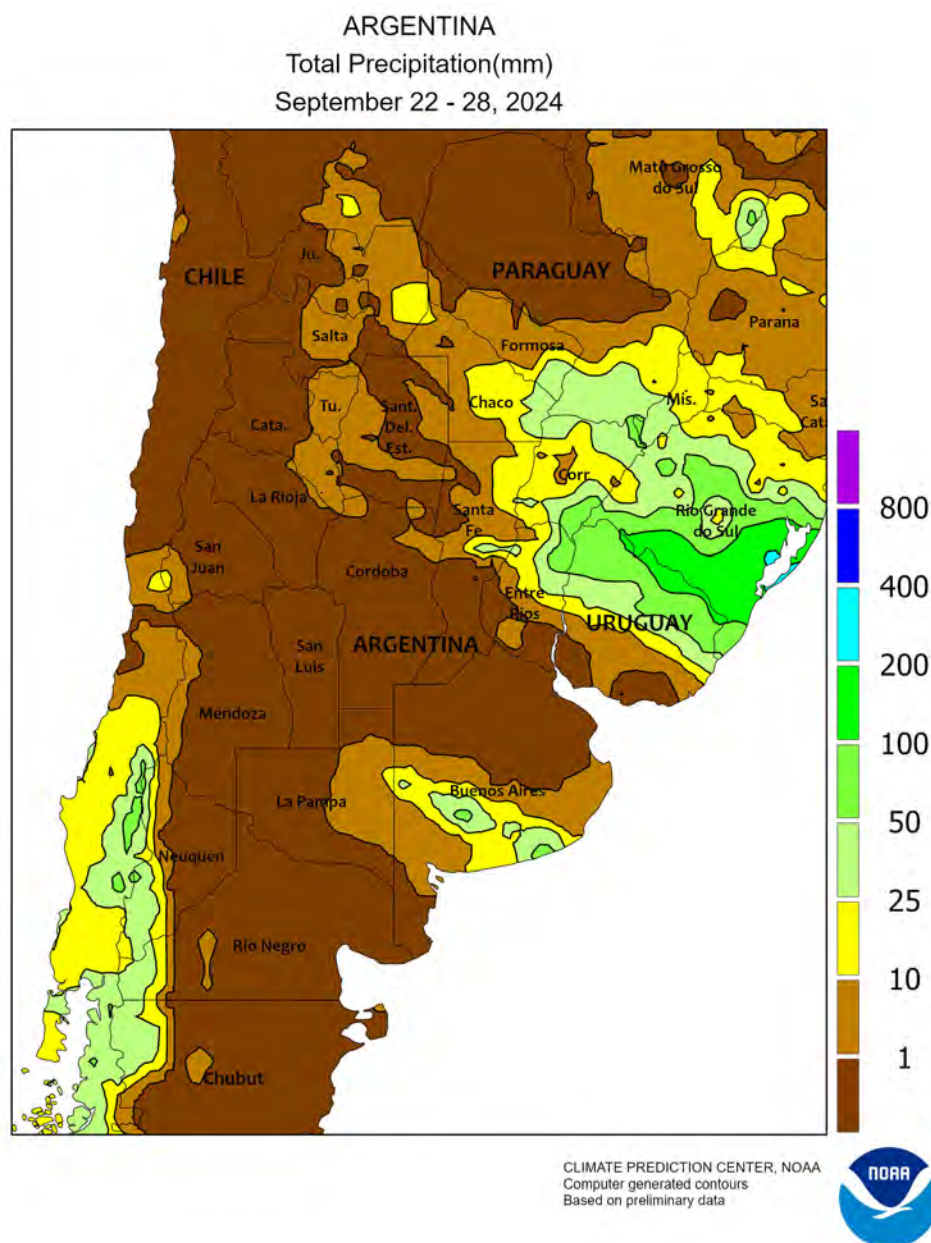 ARGENTINA
Total Precipitation(mm)
September 22 - 28, 2024
Mato Grosso
do Sul
Ju.
CHILE
PARAGUAY
Parana
Salta
Formosa
Tu.
Sant.
Del.
Est.
Chaco
Mis.
Sa
Cat.
Cata.
Corr.
La Rioja
Santa
Fe
Rio Grande
do Sul
San
Juan
Cordoba
Entre
Rios
URUGUAY
ARGENTINA
San
Luis
Mendoza
La Pampa
Buenos Aires
Neuquen
Rio Negro
Chubut
800
400
200
100
50
25
10
1
CLIMATE PREDICTION CENTER, NOAA
Computer generated contours
Based on preliminary data
NOAA